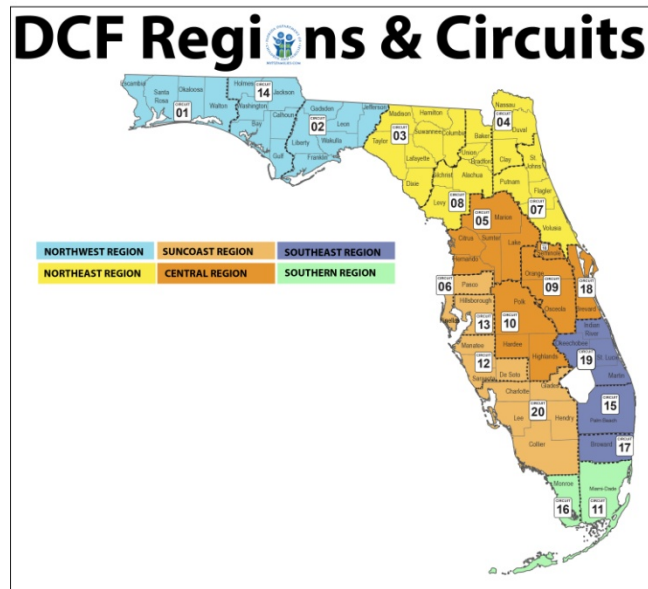 DCF Regi ns & Circuits
Escambia
Santa
Rosa
Okaloosa
Walton
CIRCUIT
01
Holmes
CIRCUIT
14
Jackson
Washington
Bay
Calhoun
Gulf
Gadsden
CIRCUIT
02
Leon
Jefferson
Liberty
Wakulla
Franklin
Madison
Hamilton
CIRCUIT
03
Taylor
Suwannee
Columbia
Lafayette
Dixie
Nassau
CIRCUIT
04
Duval
Baker
Union
Bradford
Clay
St
Johns
Gilchrist
Alachua
Putnam
Flagler
Levy
CIRCUIT
08
CIRCUIT
07
Volusia
CIRCUIT
05
Marion
Citrus
Sumter
Lake
Hernando
Seminole
NORTHWEST REGION
SUNCOAST REGION
SOUTHEAST REGION
NORTHEAST REGION
CENTRAL REGION
SOUTHERN REGION
CIRCUIT
06
Pasco
Hillsborough
CIRCUIT
13
Polk
CIRCUIT
10
Orange
CIRCUIT
09
Osceola
CIRCUIT
18
Brevard
Manatee
CIRCUIT
12
Sarasota
Hardee
Highlands
De Soto
Indian
River
Okeechobee
CIRCUIT
19
St. Lucie
Martin
Charlotte
Glades
CIRCUIT
20
Lee
Hendry
Collier
CIRCUIT
15
Palm Beach
Broward
CIRCUIT
17
Monroe
CIRCUIT
16
Miami-Dade
CIRCUIT
11